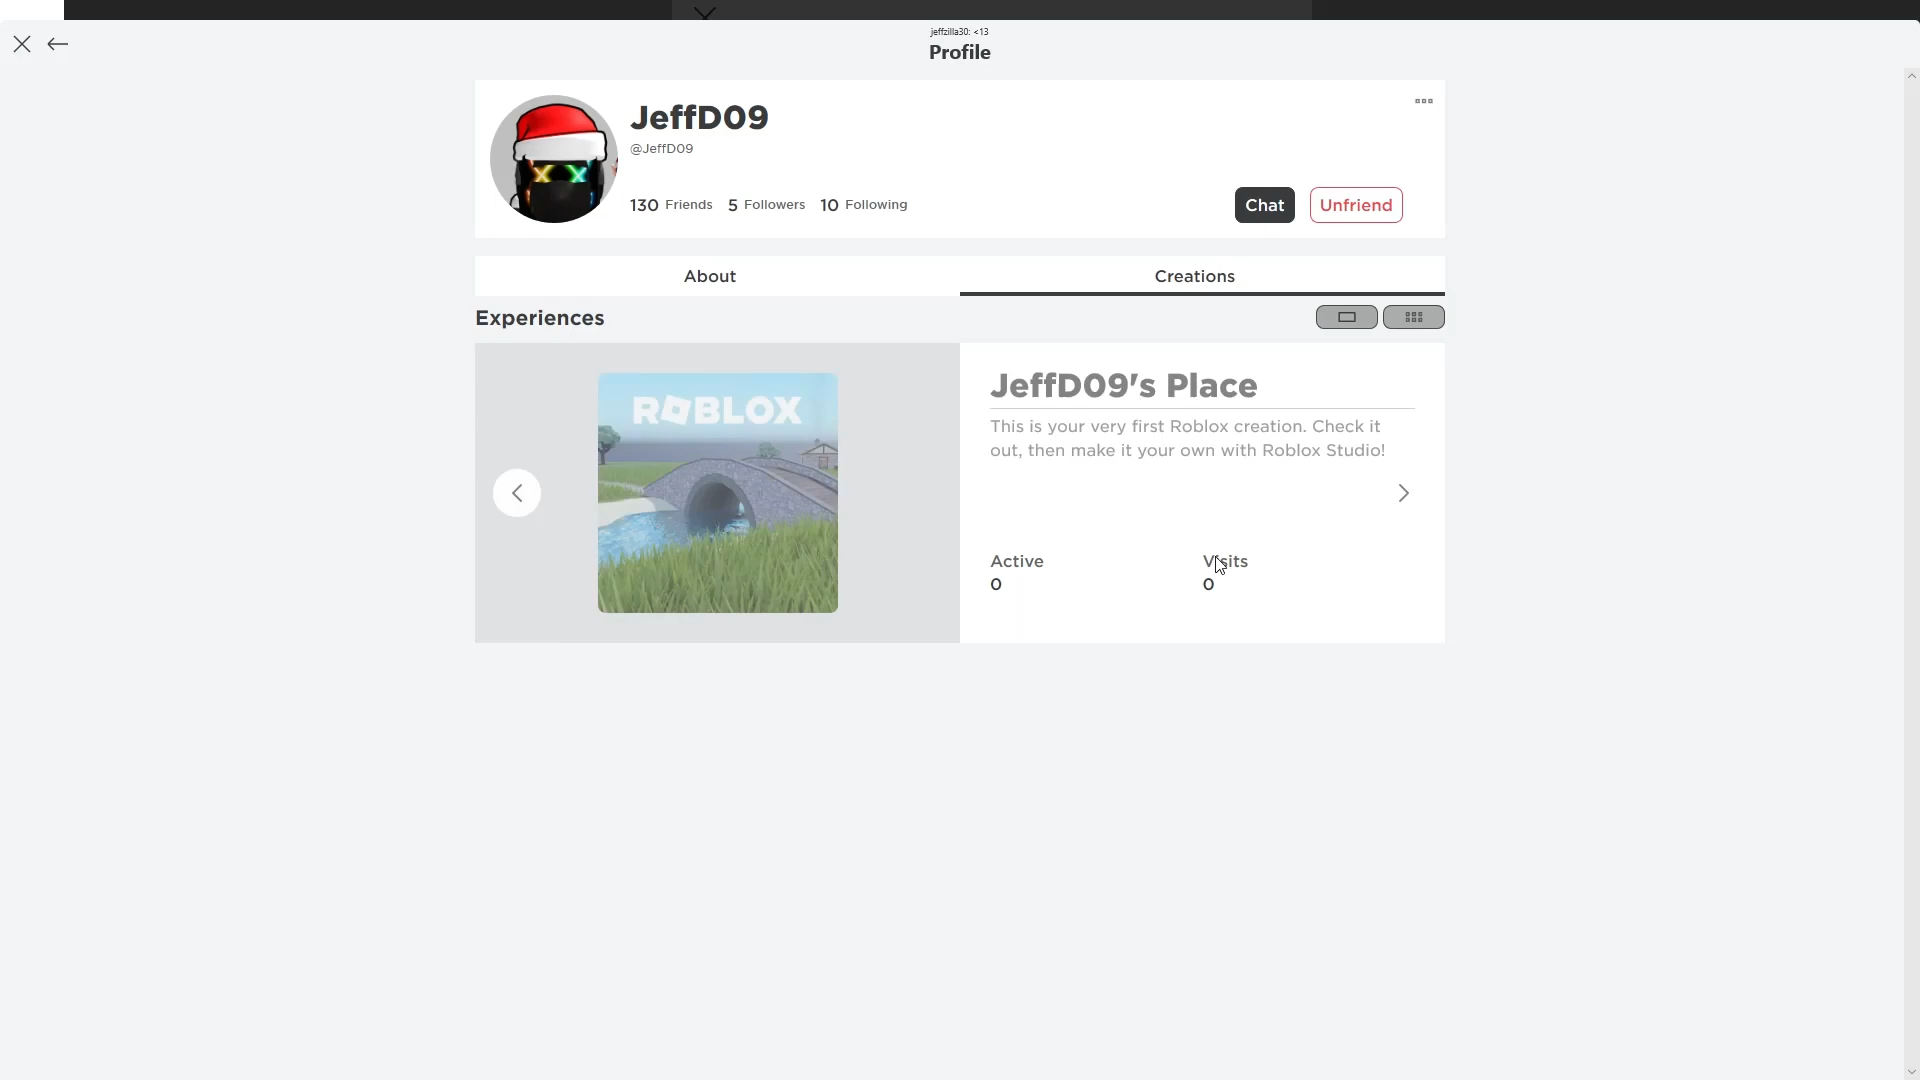 jeffzilla30: <13
Profile
JeffD09
@JeffD09
130 Friends 5 Followers 10 Following
Chat
Unfriend
About
Creations
Experiences
ROBLOX
JeffD09's Place
This is your very first Roblox creation. Check it
out, then make it your own with Roblox Studio!
Active
Visits
0
0